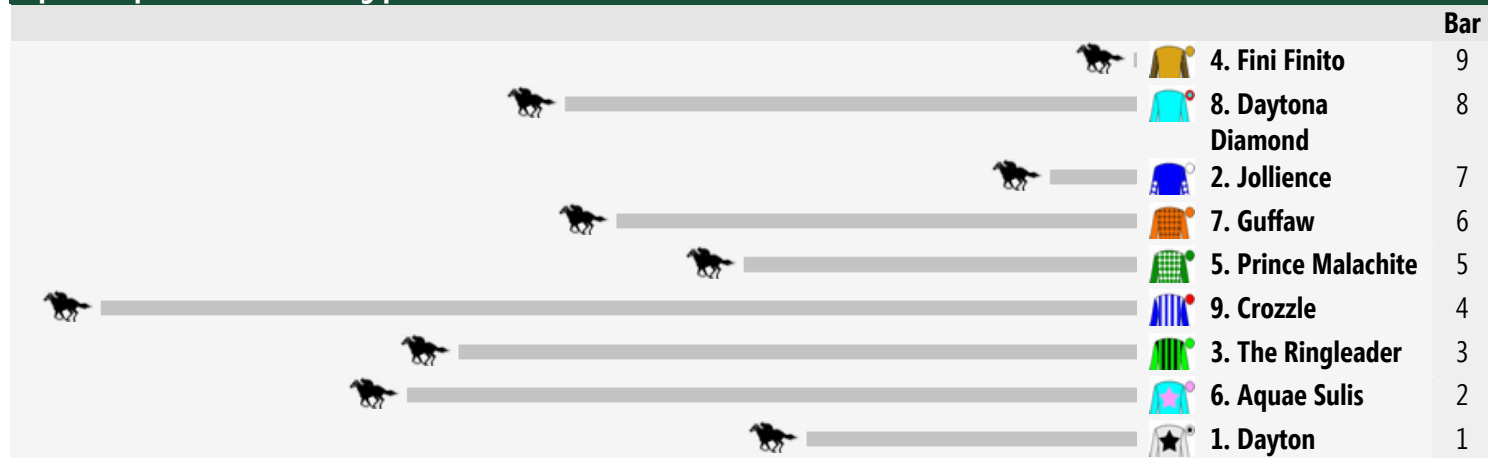 Bar
4. Fini Finito 9
8. Daytona 8
Diamond
2. Jollience 7
7. Guffaw 6
5. Prince Malachite 5
9. Crozzle 4
3. The Ringleader 3
6. Aquae Sulis 2
1. Dayton 1